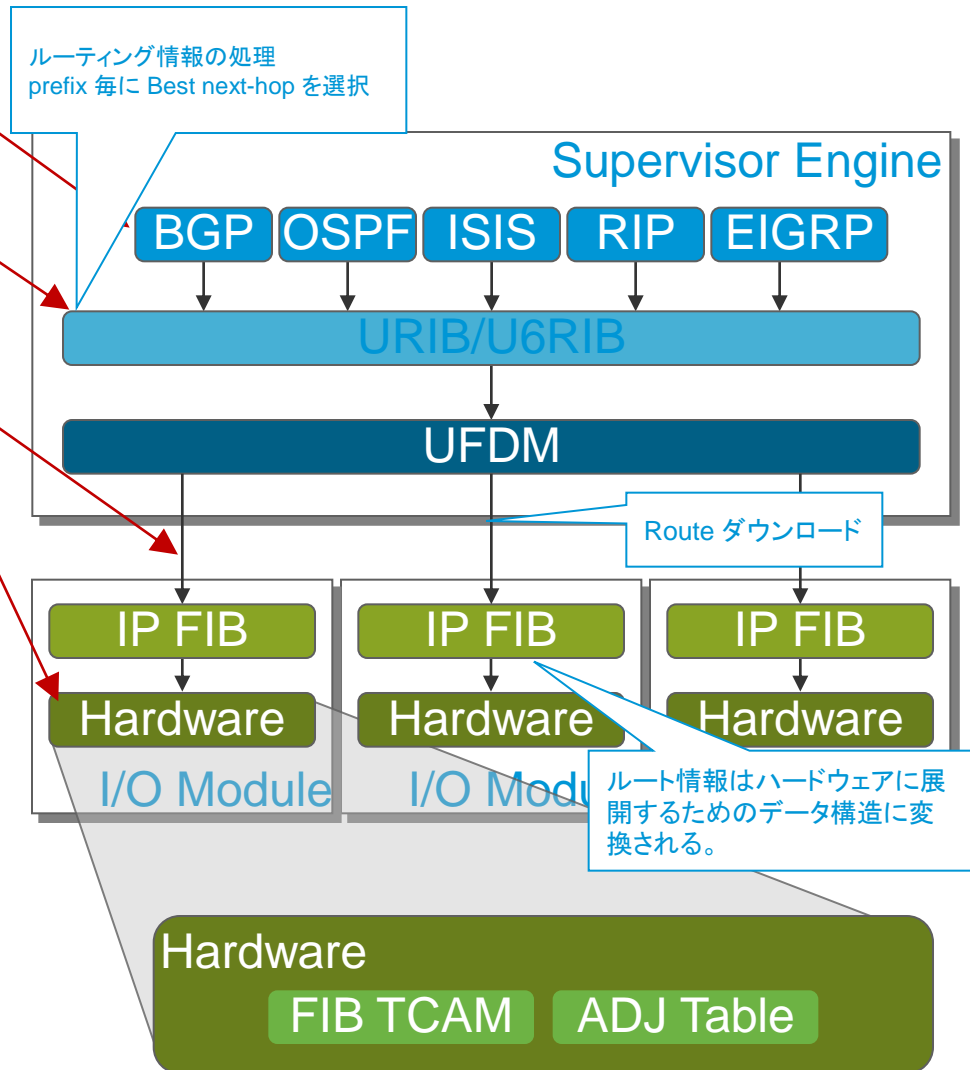 ルーティング情報の処理
prefix 毎に Best next-hop を選択
Supervisor Engine
BGP
OSPF
ISIS
RIP
EIGRP
URIB/U6RIB
UFDM
Route ダウンロード
IP FIB
IP FIB
IP FIB
Hardware
Hardware
Hardware
I/O Module
I/O Modu
ルート情報はハードウェアに展
開するためのデータ構造に変
換される。
Hardware
FIB TCAM
ADJ Table